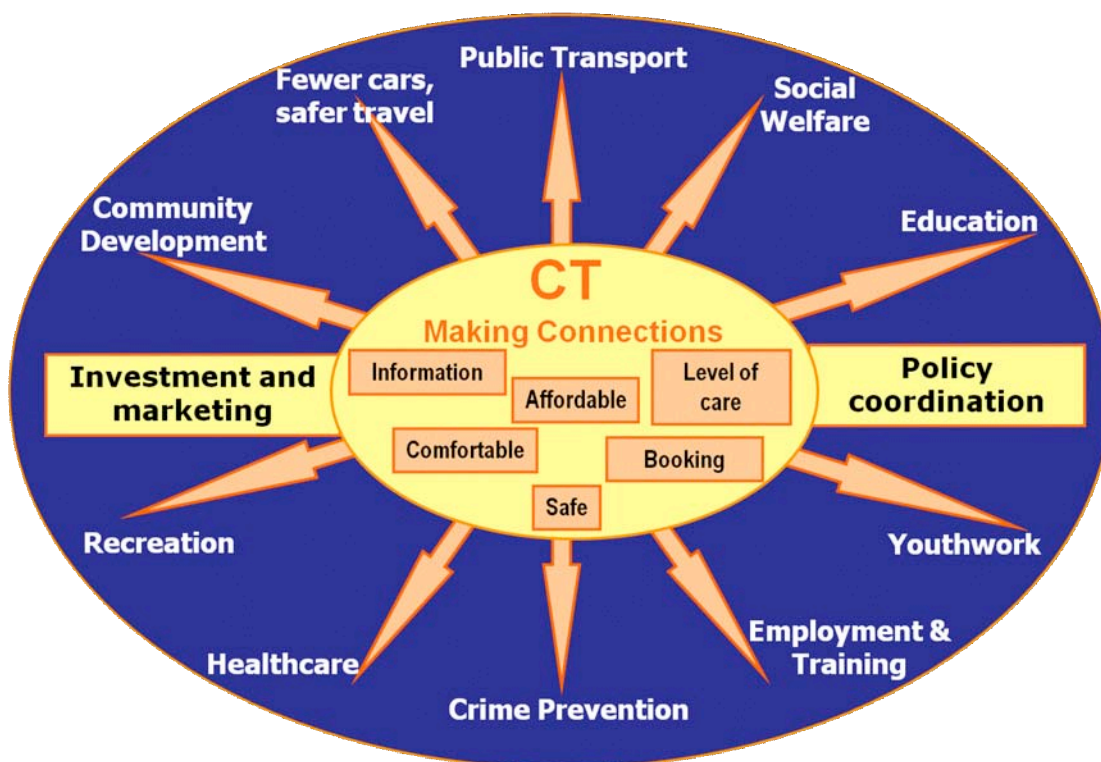 Public Transport
Fewer cars,
safer travel
Social
Welfare
Community
Development
Education
CT
Making Connections
Information
Affordable
Level of
care
Comfortable
Booking
Safe
Investment and
marketing
Policy
coordination
Recreation
Youthwork
Healthcare
Employment &
Training
Crime Prevention